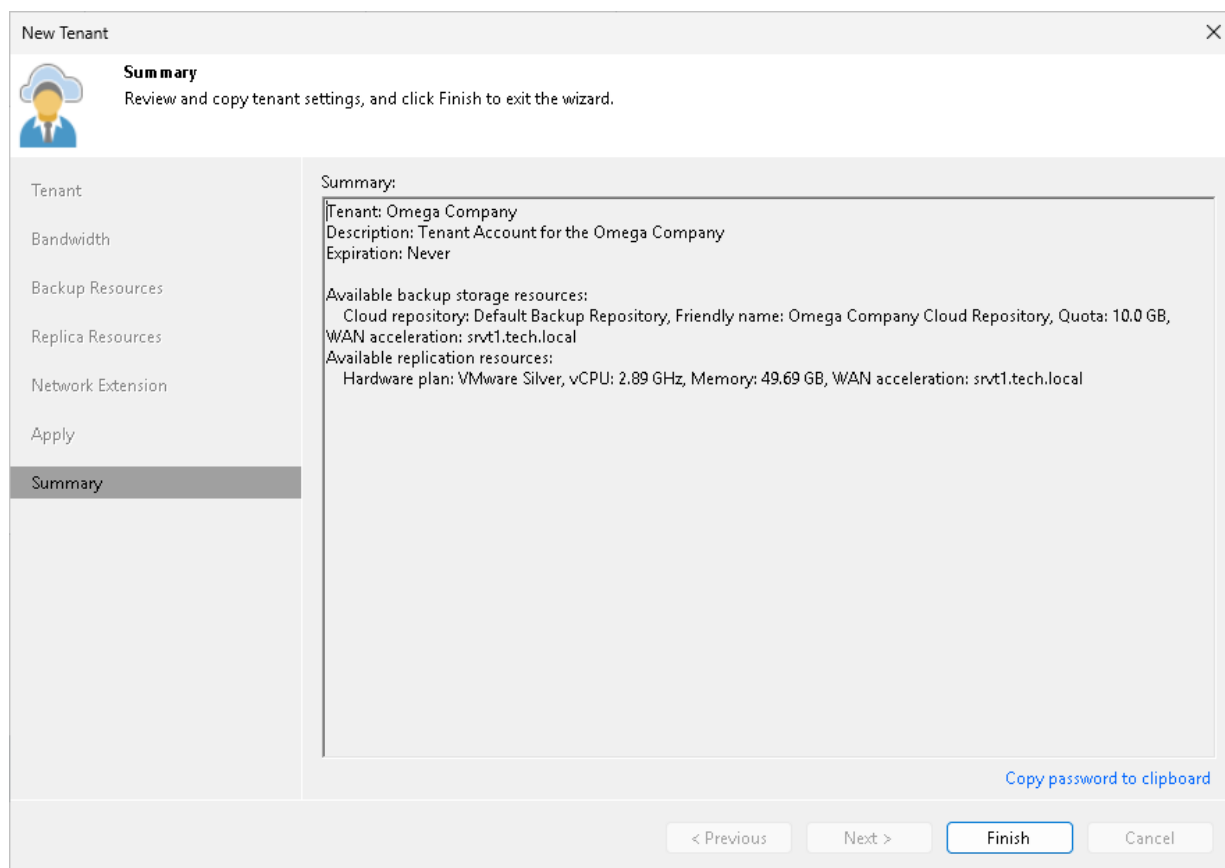 New Tenant
Summary
Review and copy tenant settings, and click Finish to exit the wizard.
Tenant
Bandwidth
Backup Resources
Replica Resources
Network Extension
Apply
Summary
Summary:
Tenant: Omega Company
Description: Tenant Account for the Omega Company
Expiration: Never
Available backup storage resources:
Cloud repository: Default Backup Repository, Friendly name: Omega Company Cloud Repository, Quota: 10.0 GB,
WAN acceleration: srvt1.tech.local
Available replication resources:
Hardware plan: VMware Silver, vCPU: 2.89 GHz, Memory: 49.69 GB, WAN acceleration: srvt1.tech.local
Copy password to clipboard
< Previous
Next >
Finish
Cancel